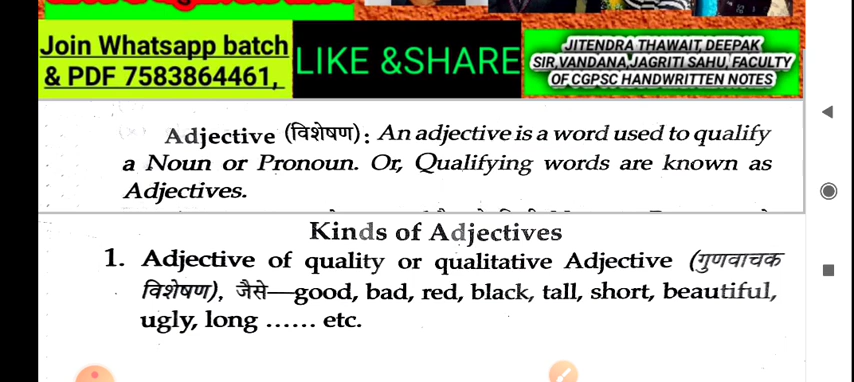 Join Whatsapp batch
& PDF 7583864461,
LIKE &SHARE
JITENDRA THAWAIT, DEEPAK
SIR,VANDANA,JAGRITI SAHU, FACULTY
OF CGPSC HANDWRITTEN NOTES
Adjective (विशेषण): An adjective is a word used to qualify
a Noun or Pronoun. Or, Qualifying words are known as
Adjectives.
Kinds of Adjectives
1. Adjective of quality or qualitative Adjective (गुणवाचक
विशेषण), जैसे—good, bad, red, black, tall, short, beautiful,
ugly, long ...... etc.